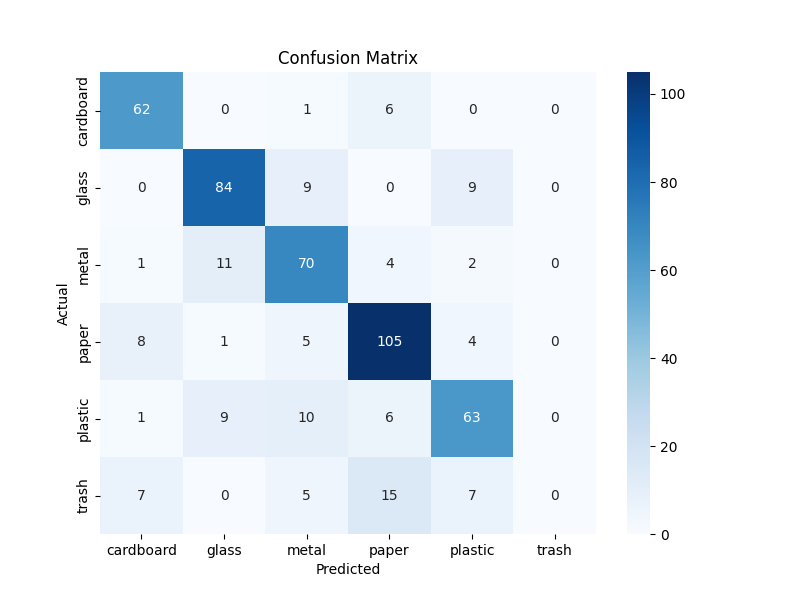 Confusion Matrix
Actual
cardboard 62 0 1 6 0 0
glass 0 84 9 0 9 0
metal 1 11 70 4 2 0
paper 8 1 5 105 4 0
plastic 1 9 10 6 63 0
trash 7 0 5 15 7 0
cardboard glass metal paper plastic trash
Predicted
100
80
60
40
20
0